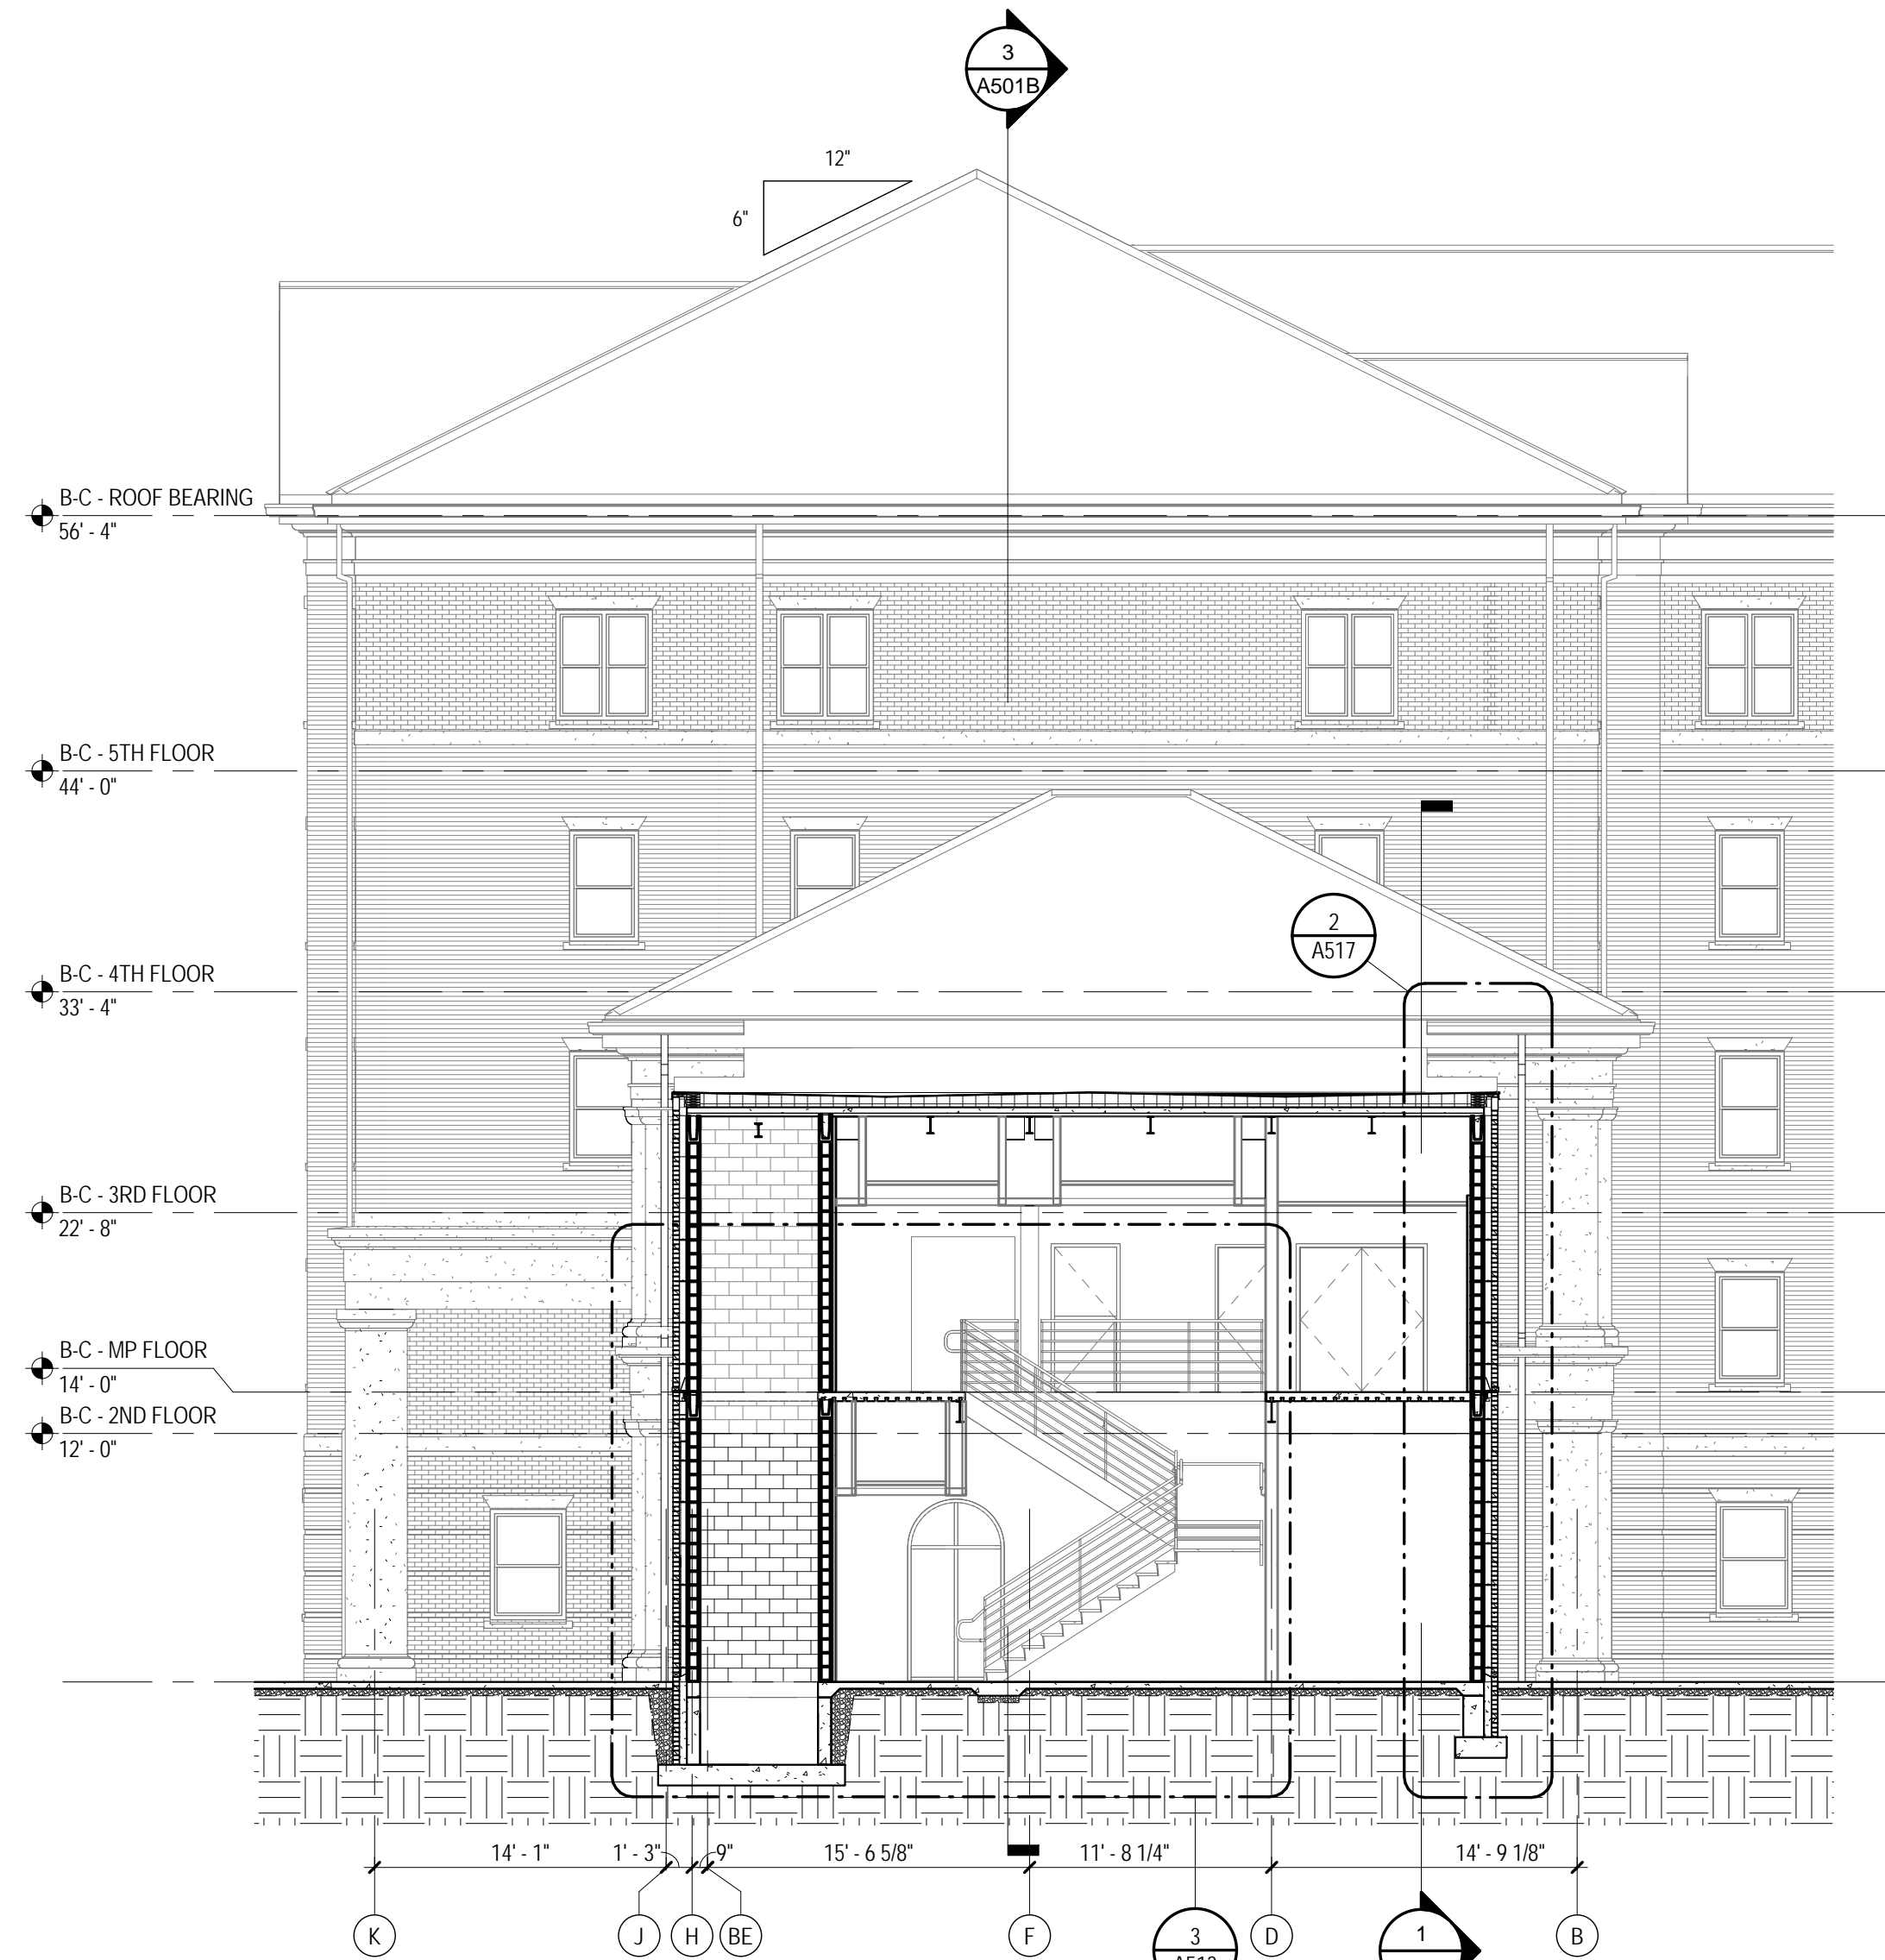 3
A501B
12"
6"
B-C - ROOF BEARING
56' - 4"
B-C - 5TH FLOOR
44' - 0"
2
A517
B-C - 4TH FLOOR
33' - 4"
B-C - 3RD FLOOR
22' - 8"
B-C - MP FLOOR
14' - 0"
B-C - 2ND FLOOR
12' - 0"
14' - 1" 1' - 3" 9" 15' - 6 5/8" 11' - 8 1/4" 14' - 9 1/8"
K J H BE F D B
3 1